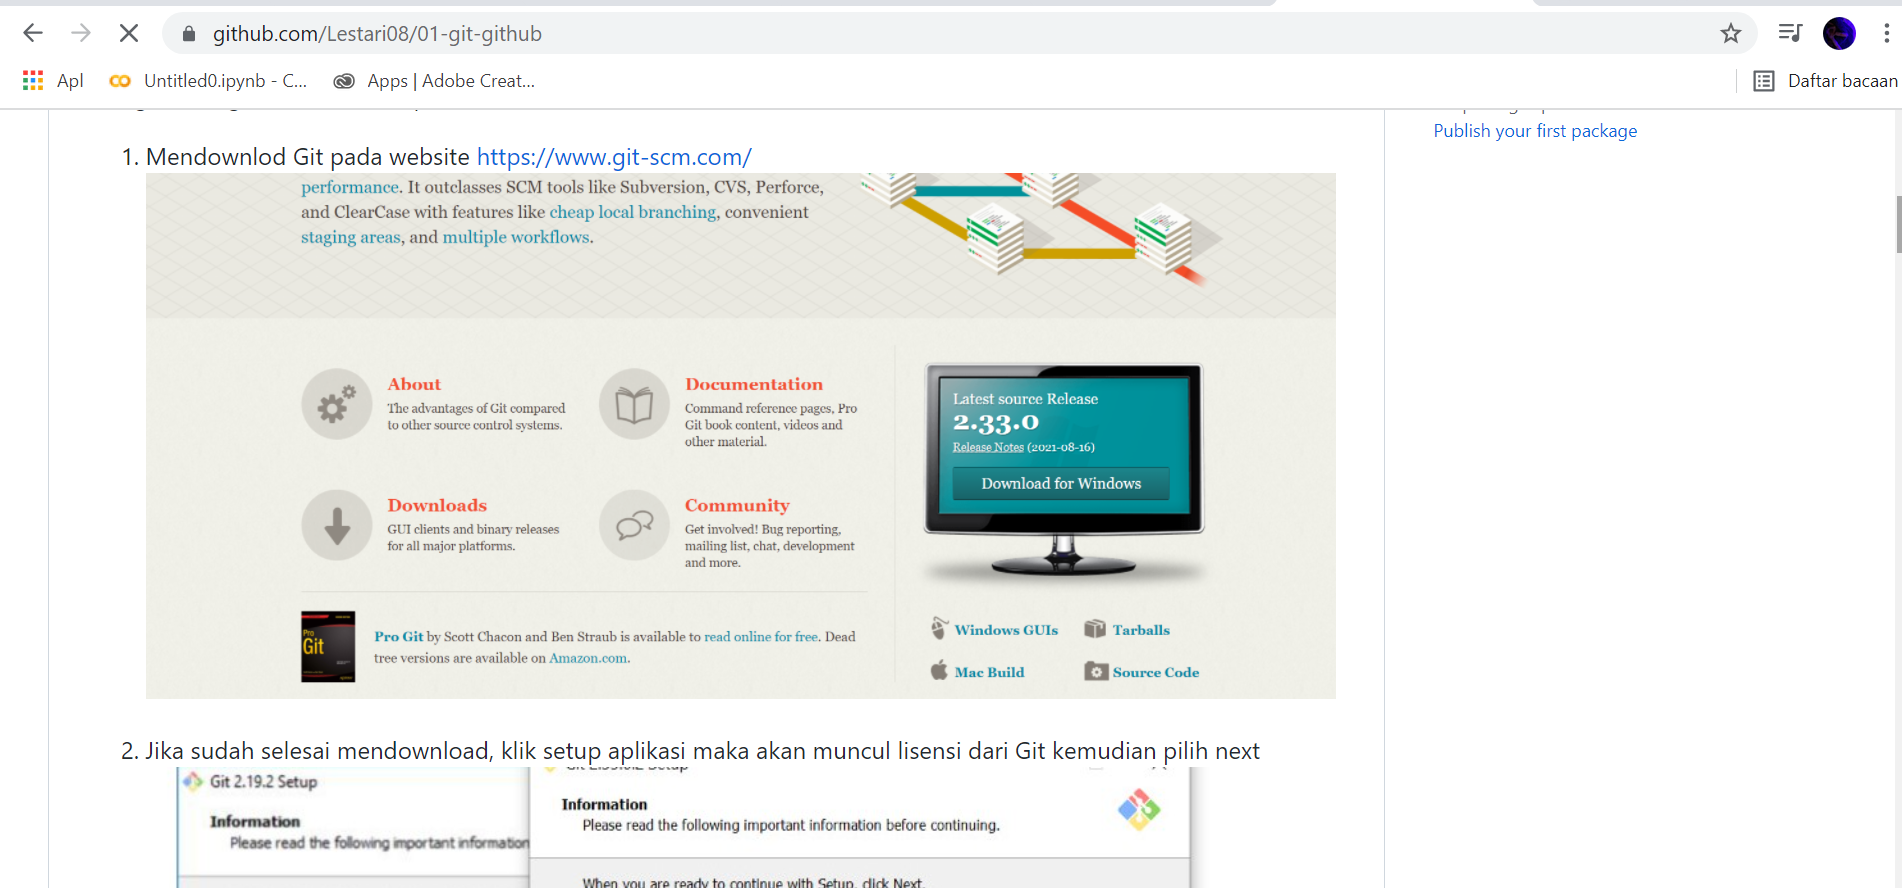 github.com/Lestari08/01-git-github
Apl
Untitled0.ipynb - C...
Apps | Adobe Creat...
Daftar bacaan
Publish your first package
1. Mendownlod Git pada website https://www.git-scm.com/
performance. It outclasses SCM tools like Subversion, CVS, Perforce,
and ClearCase with features like cheap local branching, convenient
staging areas, and multiple workflows.
About
The advantages of Git compared
to other source control systems.
Documentation
Command reference pages, Pro
Git book content, videos and
other material.
Downloads
GUI clients and binary releases
for all major platforms.
Community
Get involved! Bug reporting,
mailing list, chat, development
and more.
Latest source Release
2.33.0
Release Notes (2021-08-16)
Download for Windows
Pro
Git
Pro Git by Scott Chacon and Ben Straub is available to read online for free. Dead
tree versions are available on Amazon.com.
Windows GUIs
Tarballs
Mac Build
Source Code
2. Jika sudah selesai mendownload, klik setup aplikasi maka akan muncul lisensi dari Git kemudian pilih next
Git 2.19.2 Setup
Information
Please read the following important information
Information
Please read the following important information before continuing.
When you are ready to continue with Setup, click Next.